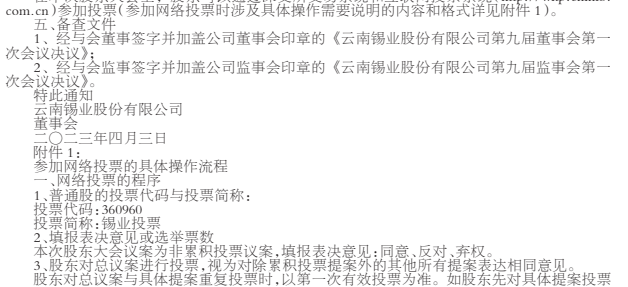 com.cn)参加投票(参加网络投票时涉及具体操作需要说明的内容和格式详见附件1)。
五、备查文件
1、经与会董事签字并加盖公司董事会印章的《云南锡业股份有限公司第九届董事会第一
次会议决议》;
2、经与会监事签字并加盖公司监事会印章的《云南锡业股份有限公司第九届监事会第一
次会议决议》。
特此通知
云南锡业股份有限公司
董事会
二〇二三年四月三日
附件1:
参加网络投票的具体操作流程
一、网络投票的程序
1、普通股的投票代码与投票简称:
投票代码:360960
投票简称:锡业投票
2、填报表决意见或选举票数
本次股东大会议案为非累积投票议案,填报表决意见:同意、反对、弃权。
3、股东对总议案进行投票,视为对除累积投票提案外的其他所有提案表达相同意见。
股东对总议案与具体提案重复投票时,以第一次有效投票为准。如股东先对具体提案投票